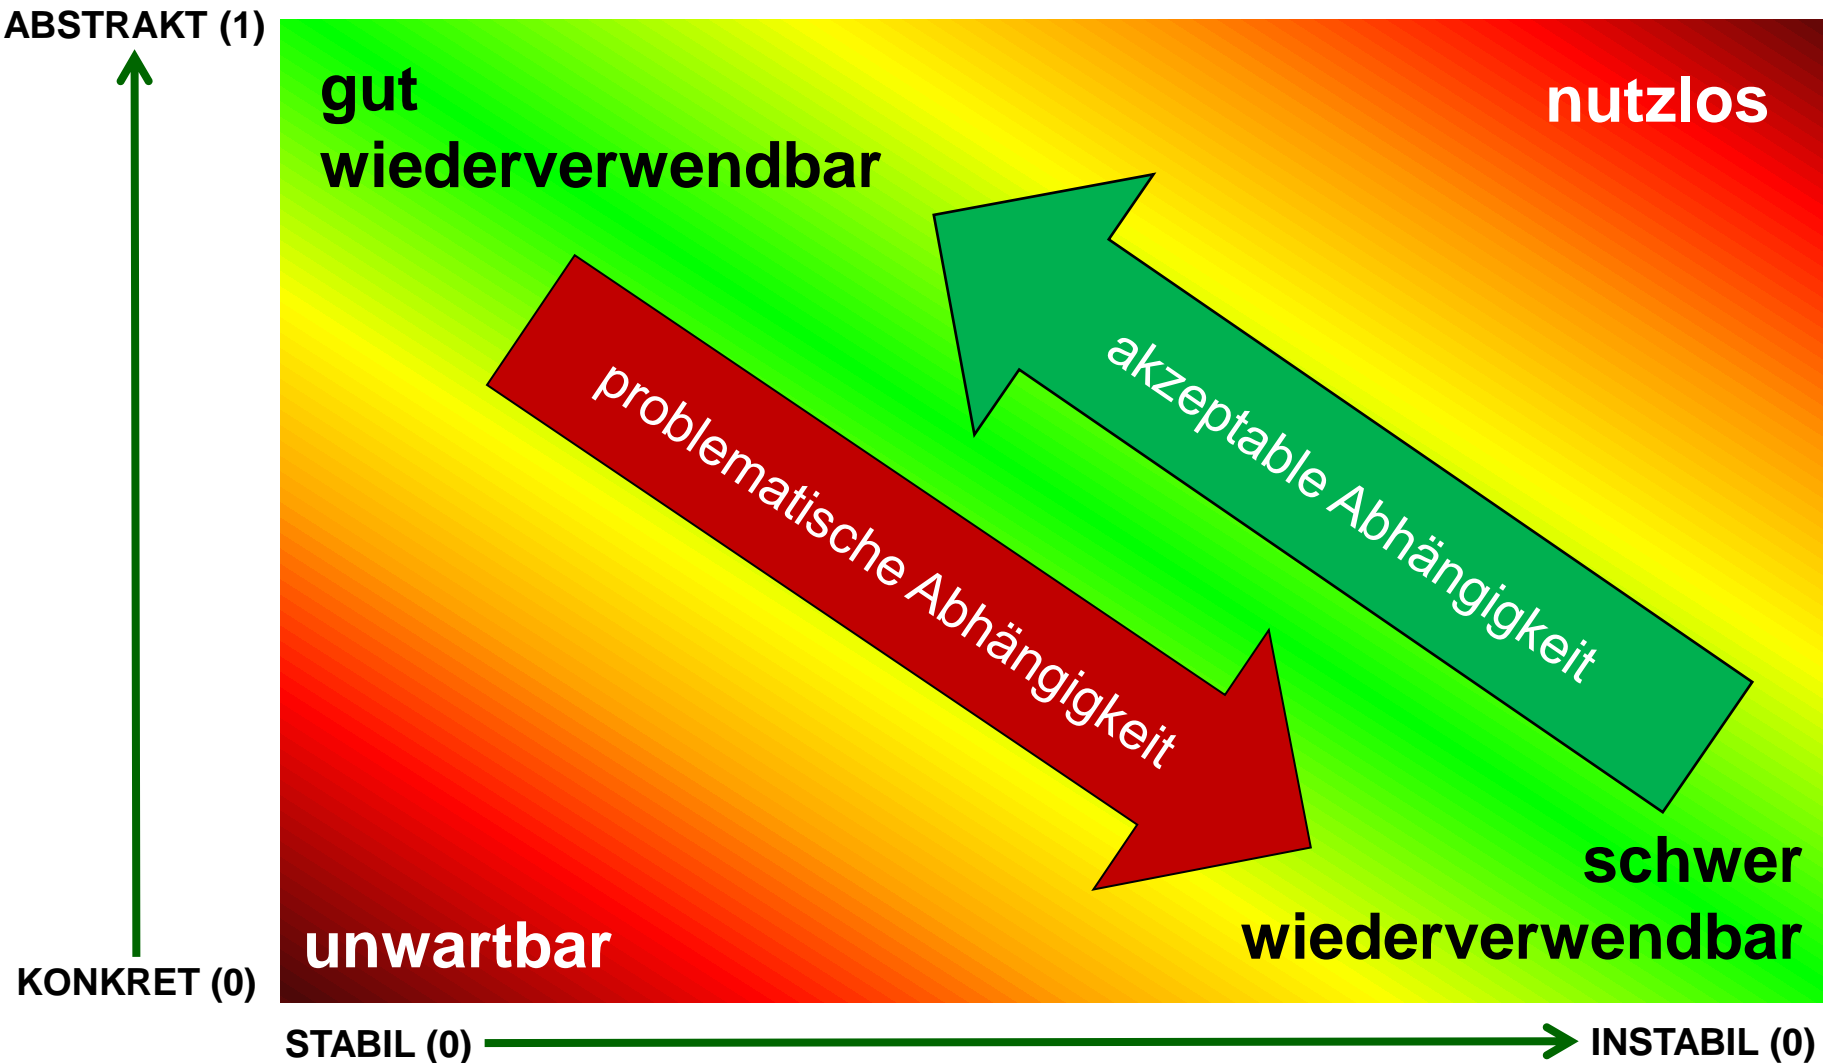 ABSTRAKT (1)
gut
wiederverwendbar
nutzlos
akzeptable Abhängigkeit
problematische Abhängigkeit
schwer
wiederverwendbar
unwartbar
KONKRET (0)
STABIL (0)
INSTABIL (0)